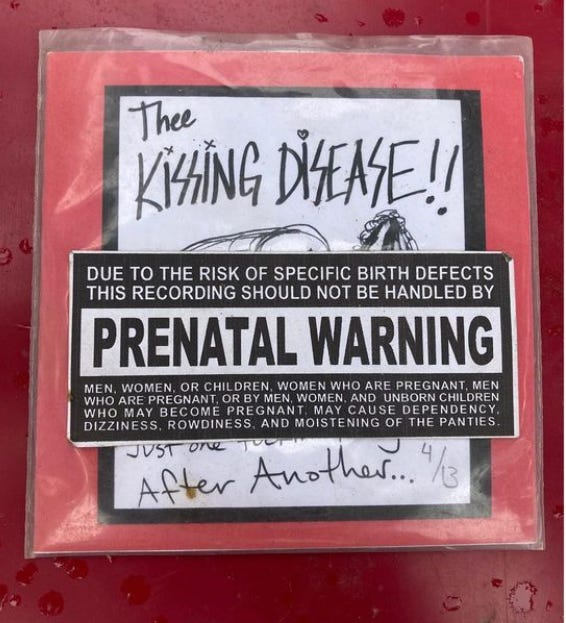 Thee
KISSING DISEASE!!
DUE TO THE RISK OF SPECIFIC BIRTH DEFECTS
THIS RECORDING SHOULD NOT BE HANDLED BY
PRENATAL WARNING
MEN, WOMEN, OR CHILDREN, WOMEN WHO ARE PREGNANT, MEN
WHO ARE PREGNANT, OR BY MEN, WOMEN, AND UNBORN CHILDREN
WHO MAY BECOME PREGNANT. MAY CAUSE DEPENDENCY,
DIZZINESS, ROWDINESS, AND MOISTENING OF THE PANTIES.
JUST one
After Another... 4/13